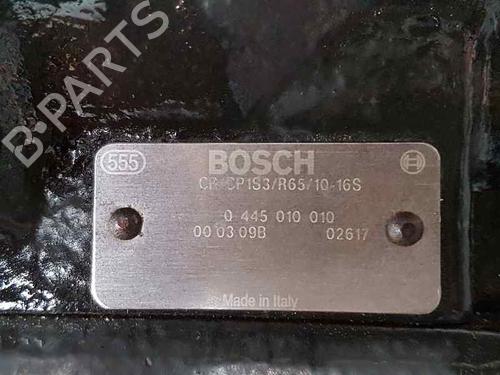 B-PARTS
555 BOSCH
CR/CP1S3/R65/10-16S
0 445 010 010
00 03 09B 02617
Made in Italy